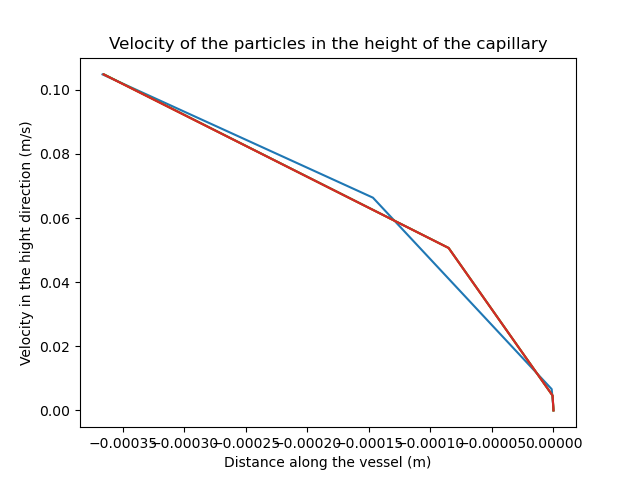 Velocity of the particles in the height of the capillary
Velocity in the hight direction (m/s)
0.10
0.08
0.06
0.04
0.02
0.00
−0.00035 −0.00030 −0.00025 −0.00020 −0.00015 −0.00010 −0.00005 0.00000
Distance along the vessel (m)